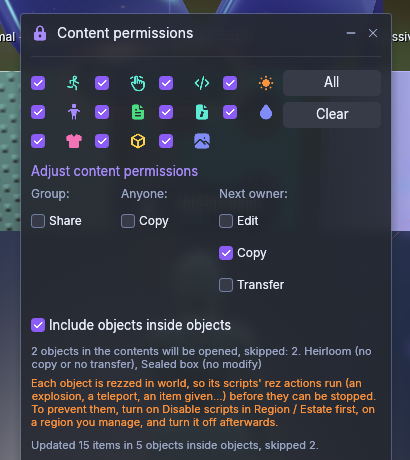 Content permissions
All
Clear
Adjust content permissions
Group: Anyone: Next owner:
Share Copy Edit
Copy
Transfer
Include objects inside objects
2 objects in the contents will be opened, skipped: 2. Heirloom (no
copy or no transfer), Sealed box (no modify)
Each object is rezzed in world, so its scripts' rez actions run (an
explosion, a teleport, an item given...) before they can be stopped.
To prevent them, turn on Disable scripts in Region / Estate first, on
a region you manage, and turn it off afterwards.
Updated 15 items in 5 objects inside objects, skipped 2.